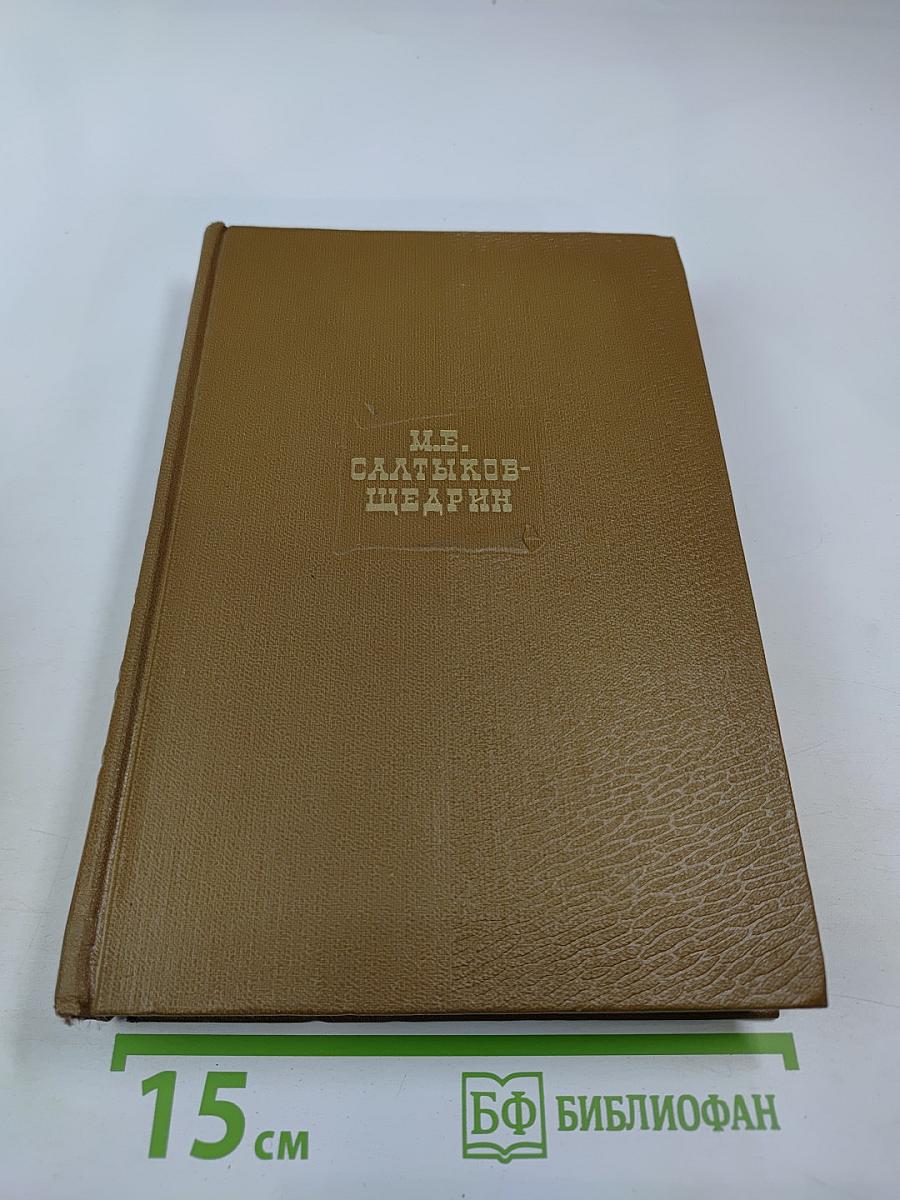 М.Е.
САЛТЫКОВ-
ЩЕДРИН
15 см
БФ БИБЛИОФАН